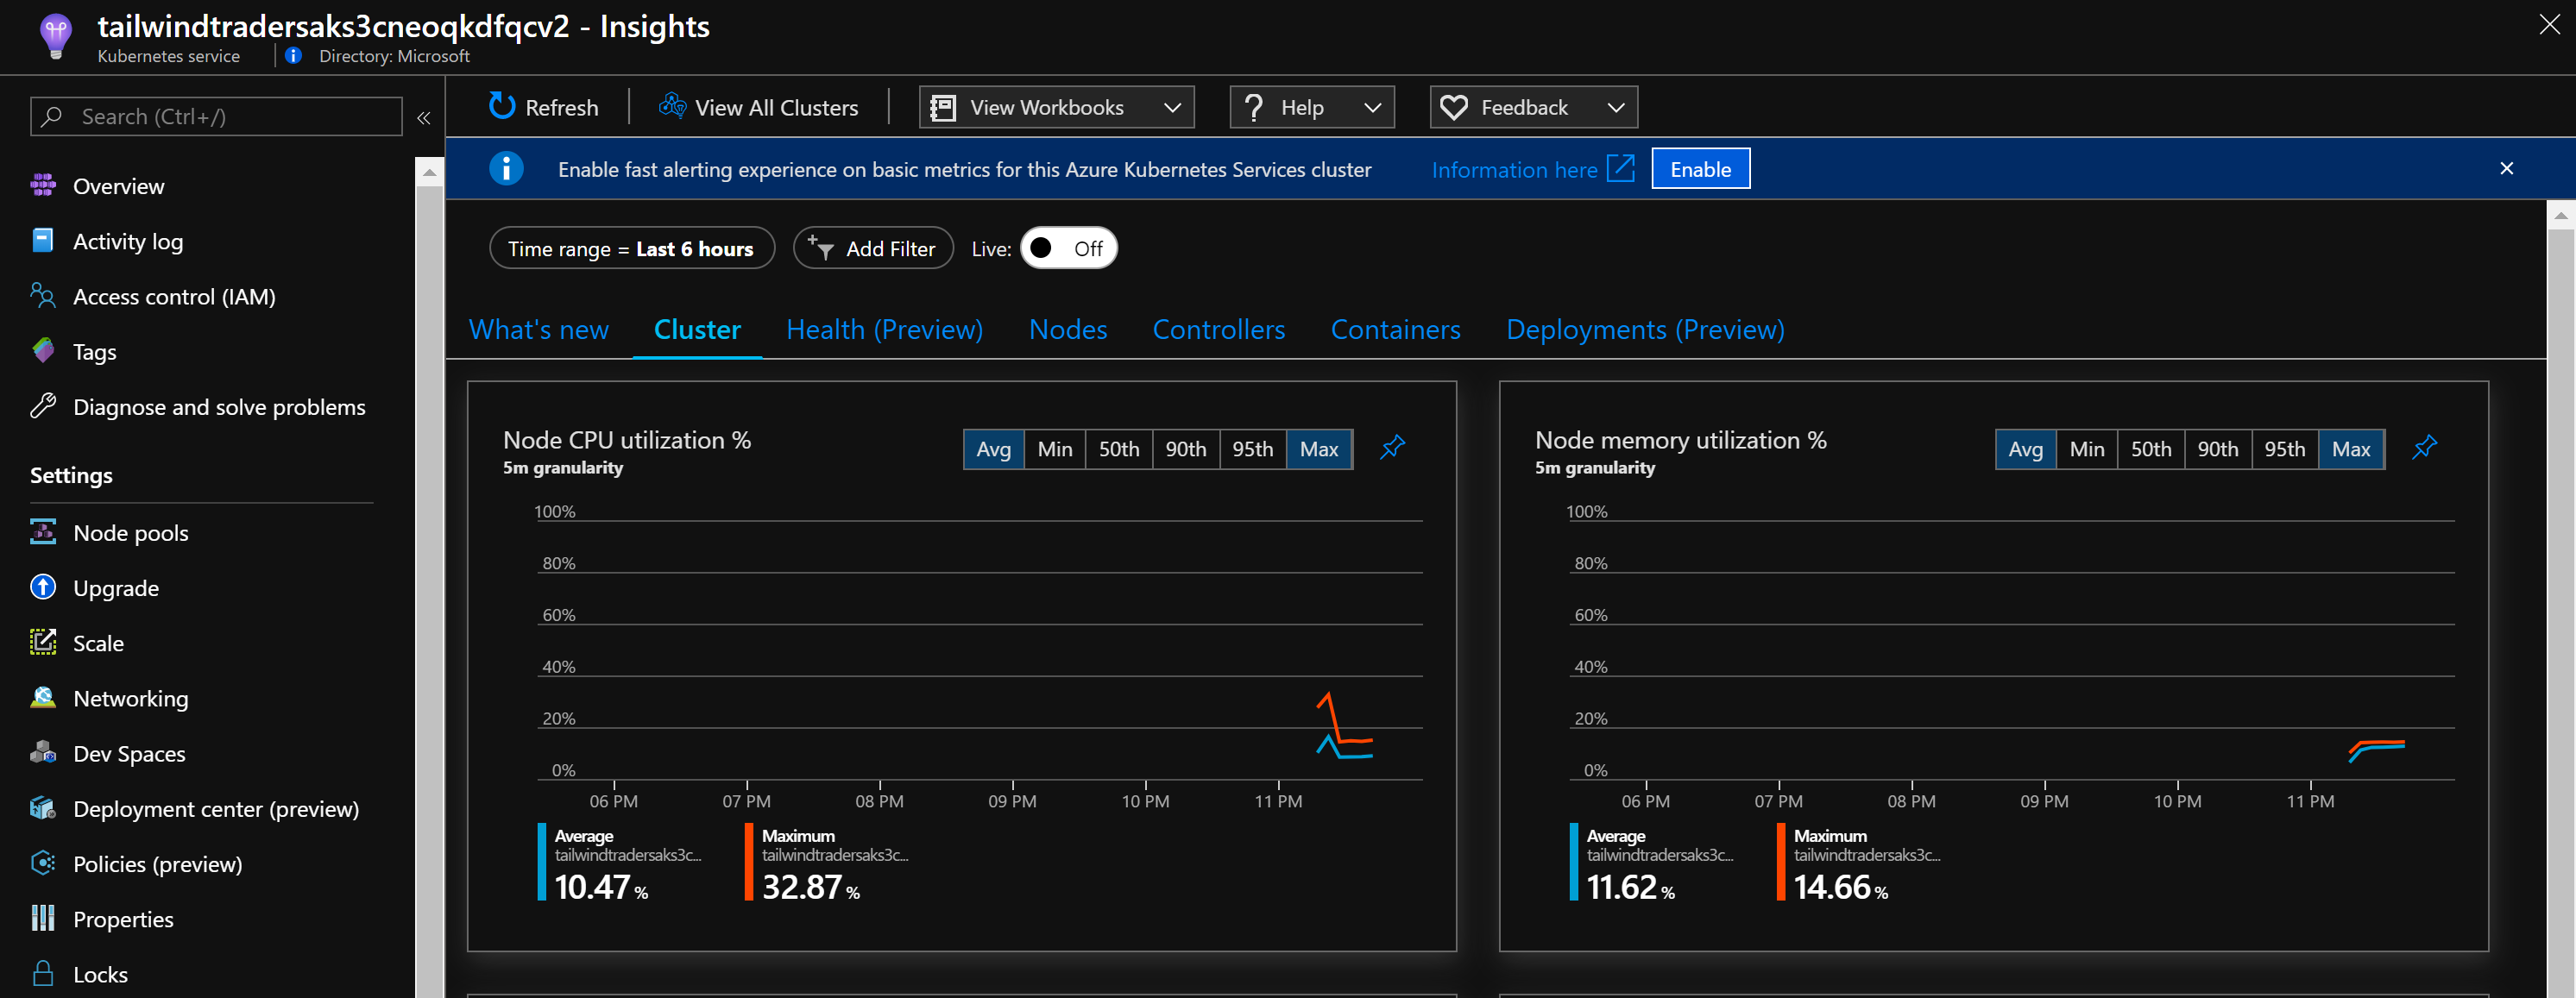 tailwindtradersaks3cneoqkdfqcv2 - Insights
Kubernetes service
Directory: Microsoft
Search (Ctrl+/)
«
Overview
Activity log
Access control (IAM)
Tags
Diagnose and solve problems
Settings
Node pools
Upgrade
Scale
Networking
Dev Spaces
Deployment center (preview)
Policies (preview)
Properties
Locks
Refresh
View All Clusters
View Workbooks
Help
Feedback
Enable fast alerting experience on basic metrics for this Azure Kubernetes Services cluster
Information here
Enable
Time range = Last 6 hours
Add Filter
Live:
Off
What's new
Cluster
Health (Preview)
Nodes
Controllers
Containers
Deployments (Preview)
Node CPU utilization %
5m granularity
Avg
Min
50th
90th
95th
Max
100%
80%
60%
40%
20%
0%
06 PM
07 PM
08 PM
09 PM
10 PM
11 PM
Average
tailwindtradersaks3c...
10.47 %
Maximum
tailwindtradersaks3c...
32.87 %
Node memory utilization %
5m granularity
Avg
Min
50th
90th
95th
Max
100%
80%
60%
40%
20%
0%
06 PM
07 PM
08 PM
09 PM
10 PM
11 PM
Average
tailwindtradersaks3c...
11.62 %
Maximum
tailwindtradersaks3c...
14.66 %